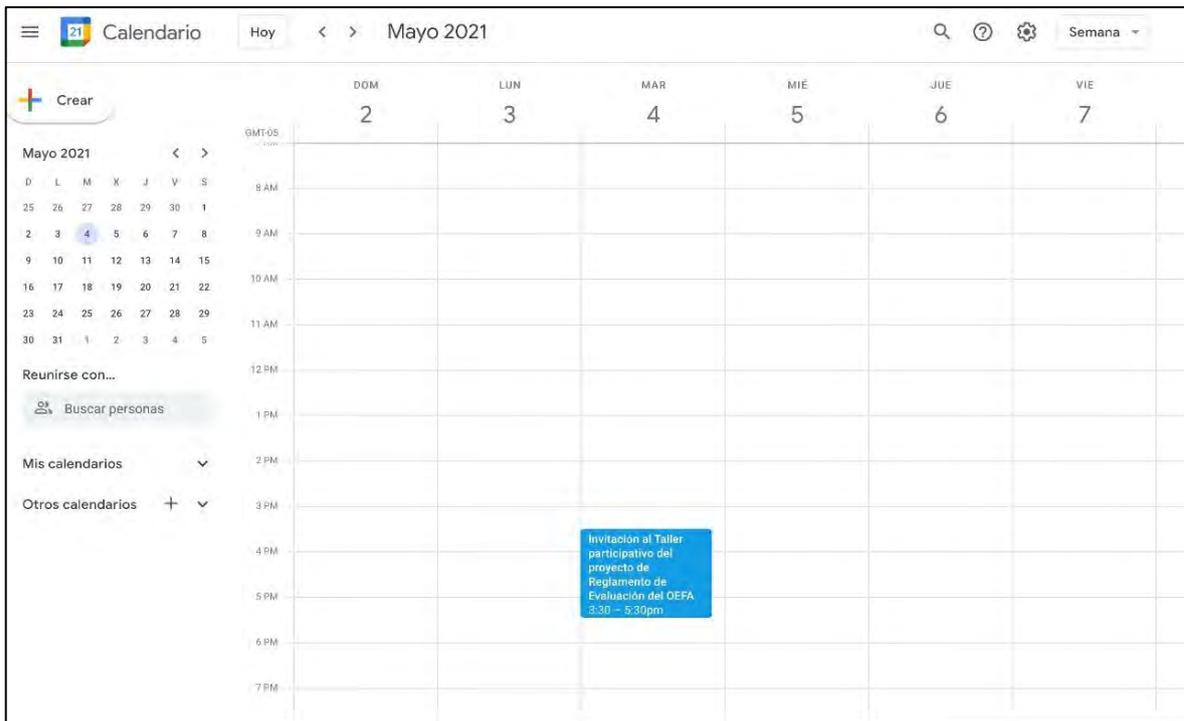 21 Calendario Hoy Mayo 2021 Semana
Crear
DOM LUN MAR MIÉ JUE VIE
2 3 4 5 6 7
GMT-05
Mayo 2021
D L M X J V S
25 26 27 28 29 30 1
2 3 4 5 6 7 8
9 10 11 12 13 14 15
16 17 18 19 20 21 22
23 24 25 26 27 28 29
30 31 1 2 3 4 5
Reunirse con...
Buscar personas
Mis calendarios
Otros calendarios
8 AM
9 AM
10 AM
11 AM
12 PM
1 PM
2 PM
3 PM
4 PM
5 PM
6 PM
7 PM
Invitación al Taller
participativo del
proyecto de
Reglamento de
Evaluación del OEFA
3:30 – 5:30pm